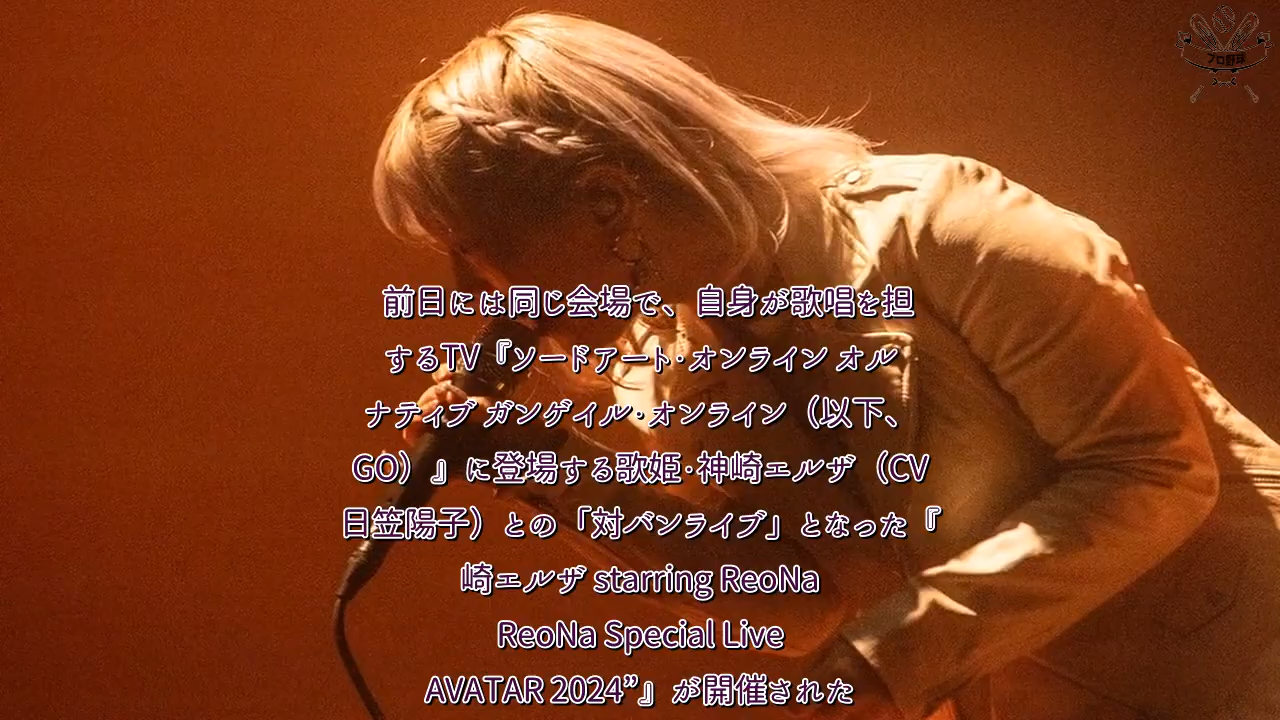 プロ野球
前日には同じ会場で、自身が歌唱を担
するTV『ソードアート･オンライン オル
ナティブ ガンゲイル･オンライン（以下、
GO）』に登場する歌姫･神崎エルザ（CV
日笠陽子）との「対バンライブ」となった『
崎エルザ starring ReoNa
ReoNa Special Live
AVATAR 2024”』が開催された